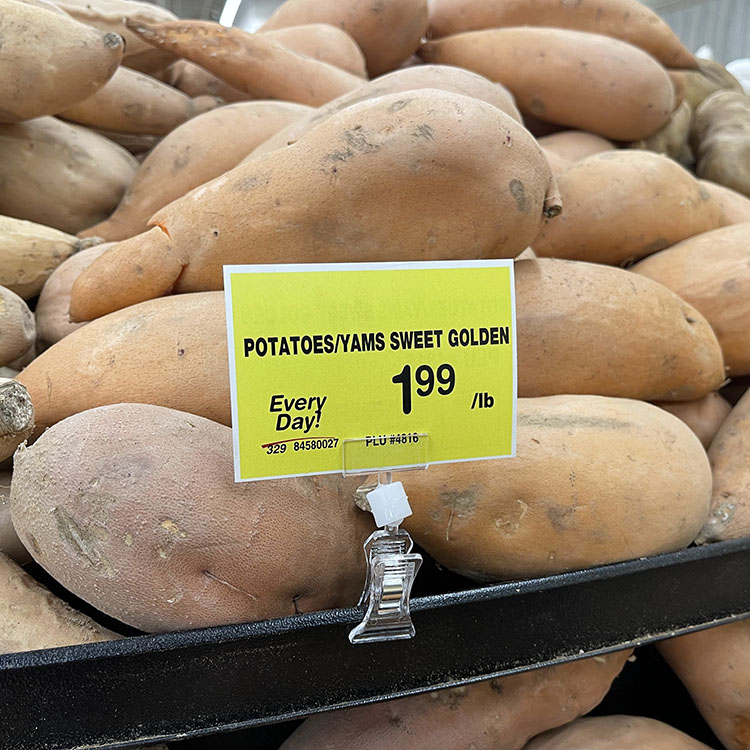 POTATOES/YAMS SWEET GOLDEN
1.99 /lb
Every
Day!
329 84580027 PLU #4816